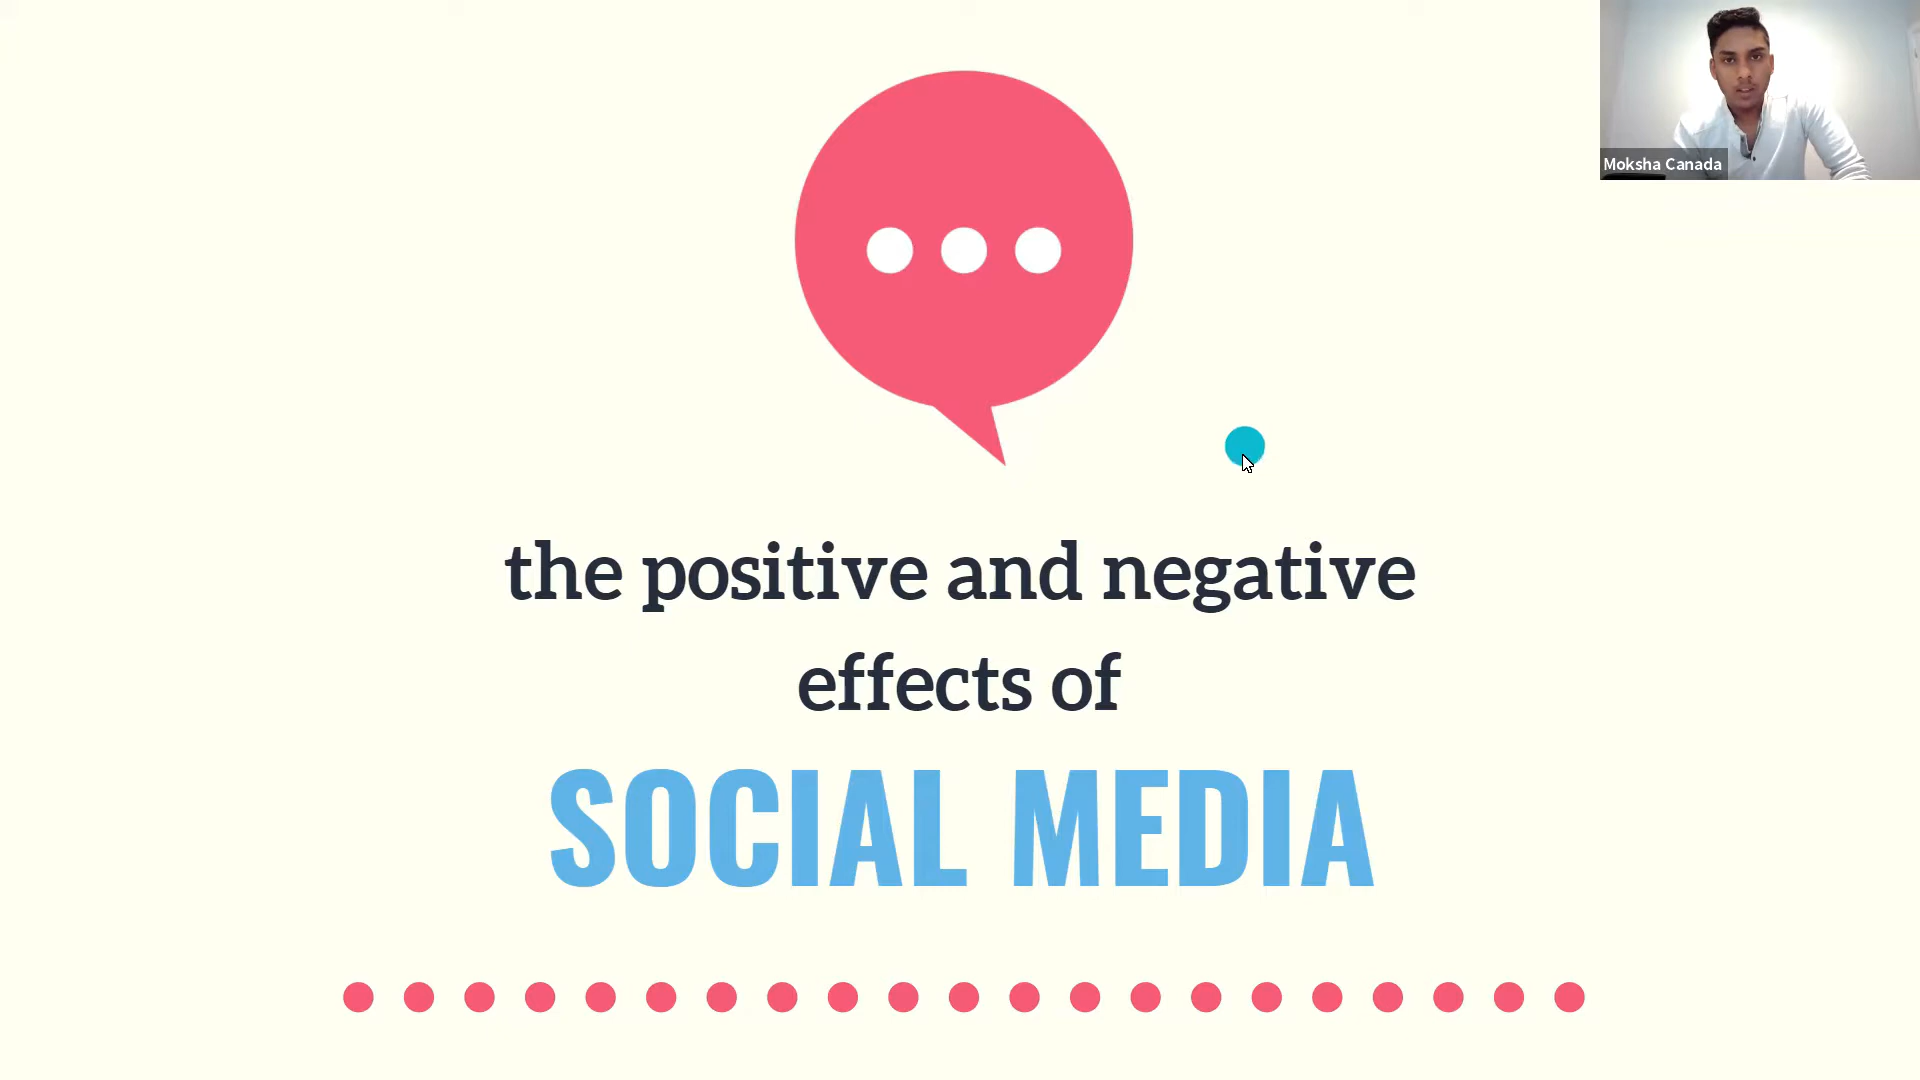 Moksha Canada
the positive and negative
effects of
SOCIAL MEDIA